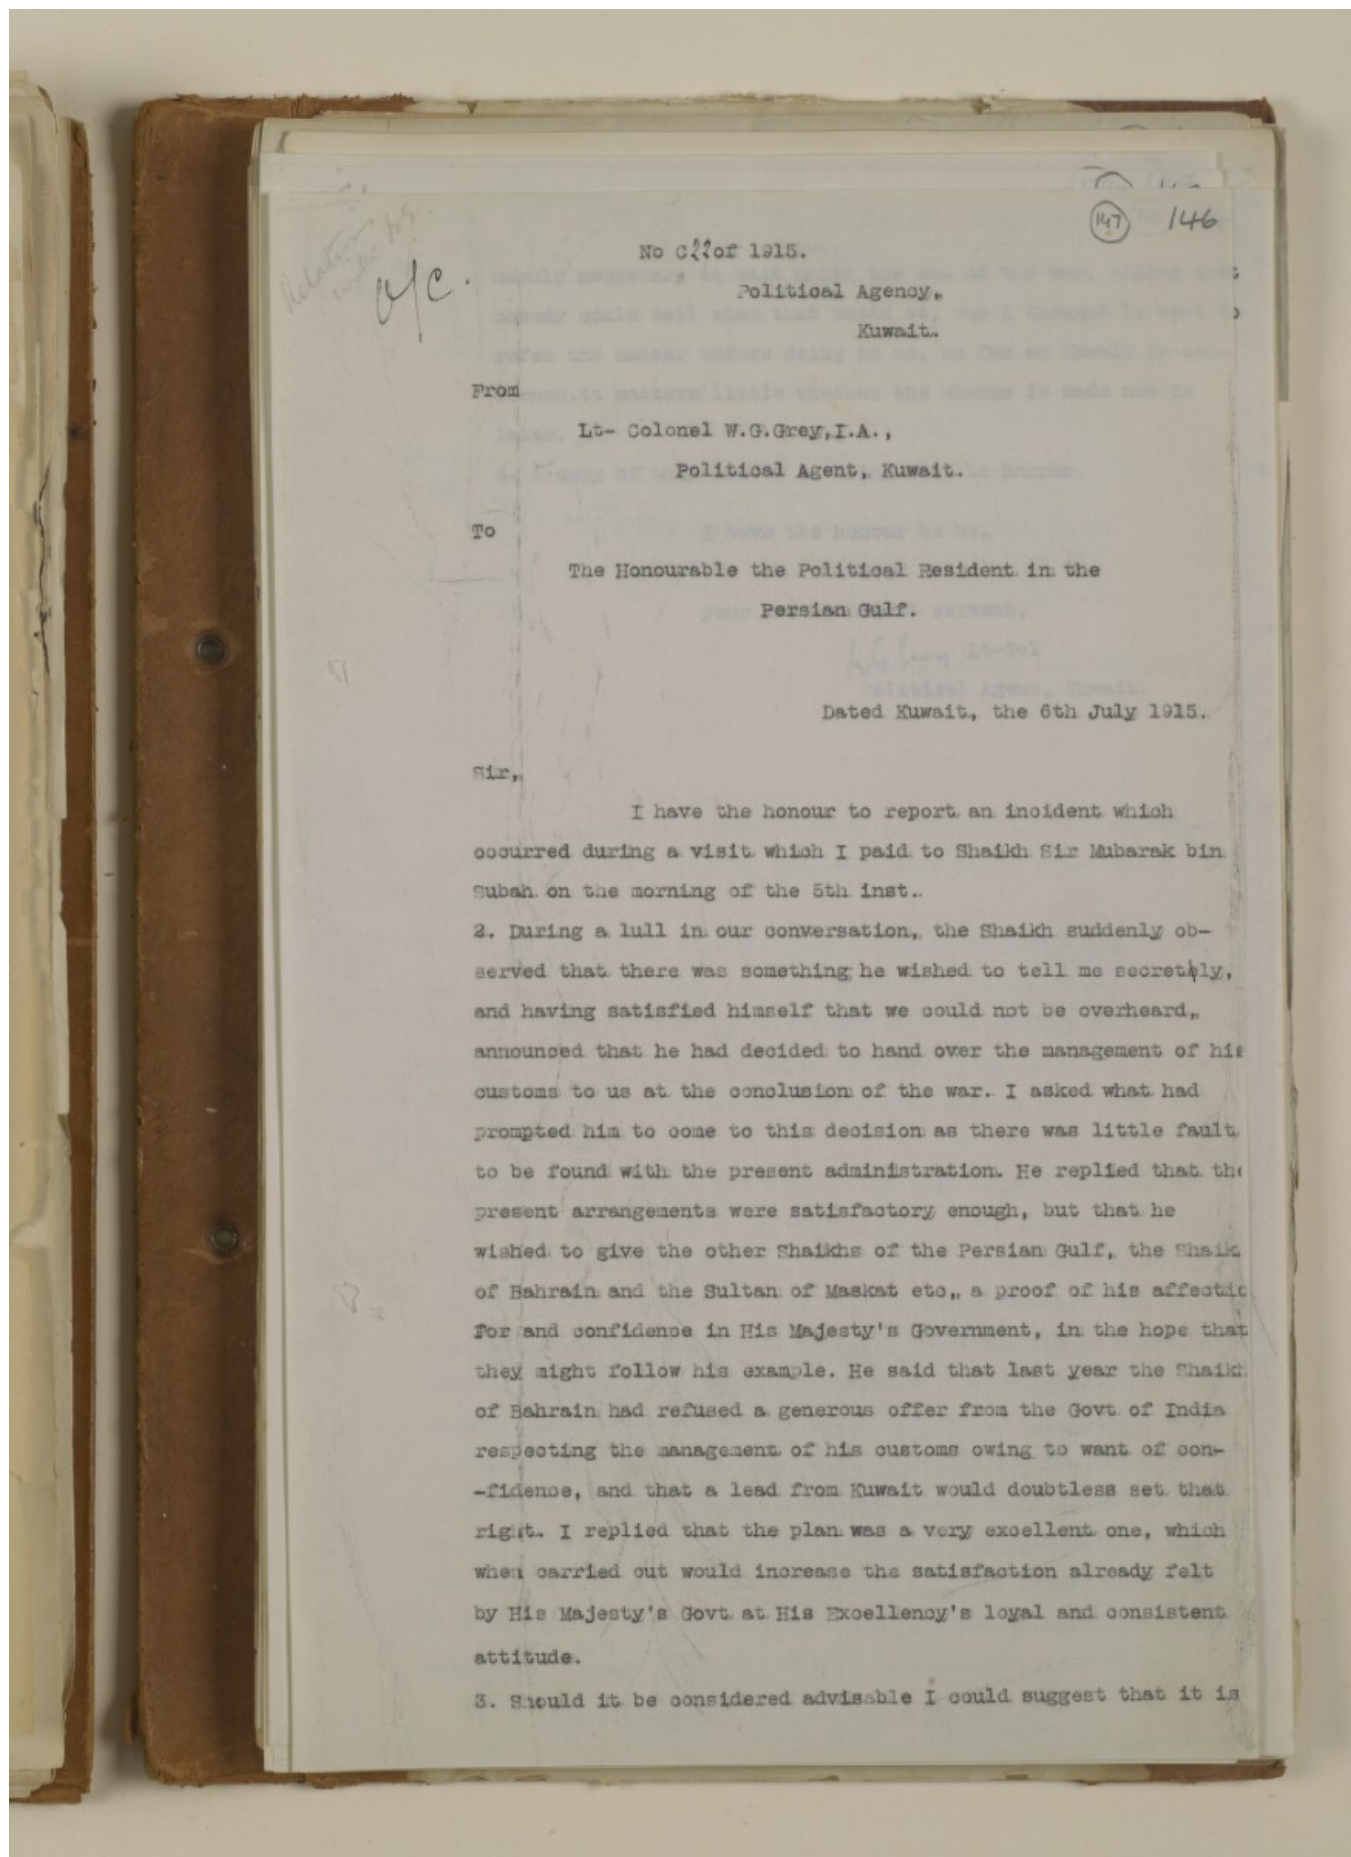 147 146
No C22of 1915.
O/C.
Political Agency,
Kuwait.
From
Lt- Colonel W.G.Grey,I.A.,
Political Agent, Kuwait.
To
The Honourable the Political Resident in the
Persian Gulf.
Dated Kuwait, the 6th July 1915.
Sir,
I have the honour to report an incident which
occurred during a visit which I paid to Shaikh Sir Mubarak bin
Subah on the morning of the 5th inst.
2. During a lull in our conversation, the Shaikh suddenly ob-
served that there was something he wished to tell me secretly,
and having satisfied himself that we could not be overheard,
announced that he had decided to hand over the management of his
customs to us at the conclusion of the war. I asked what had
prompted him to come to this decision as there was little fault
to be found with the present administration. He replied that the
present arrangements were satisfactory enough, but that he
wished to give the other Shaikhs of the Persian Gulf, the Shaik
of Bahrain and the Sultan of Maskat etc, a proof of his affectio
for and confidence in His Majesty's Government, in the hope that
they might follow his example. He said that last year the Shaikh
of Bahrain had refused a generous offer from the Govt of India
respecting the management of his customs owing to want of con-
-fidence, and that a lead from Kuwait would doubtless set that
right. I replied that the plan was a very excellent one, which
when carried out would increase the satisfaction already felt
by His Majesty's Govt at His Excellency's loyal and consistent
attitude.
3. Should it be considered advisable I could suggest that it is